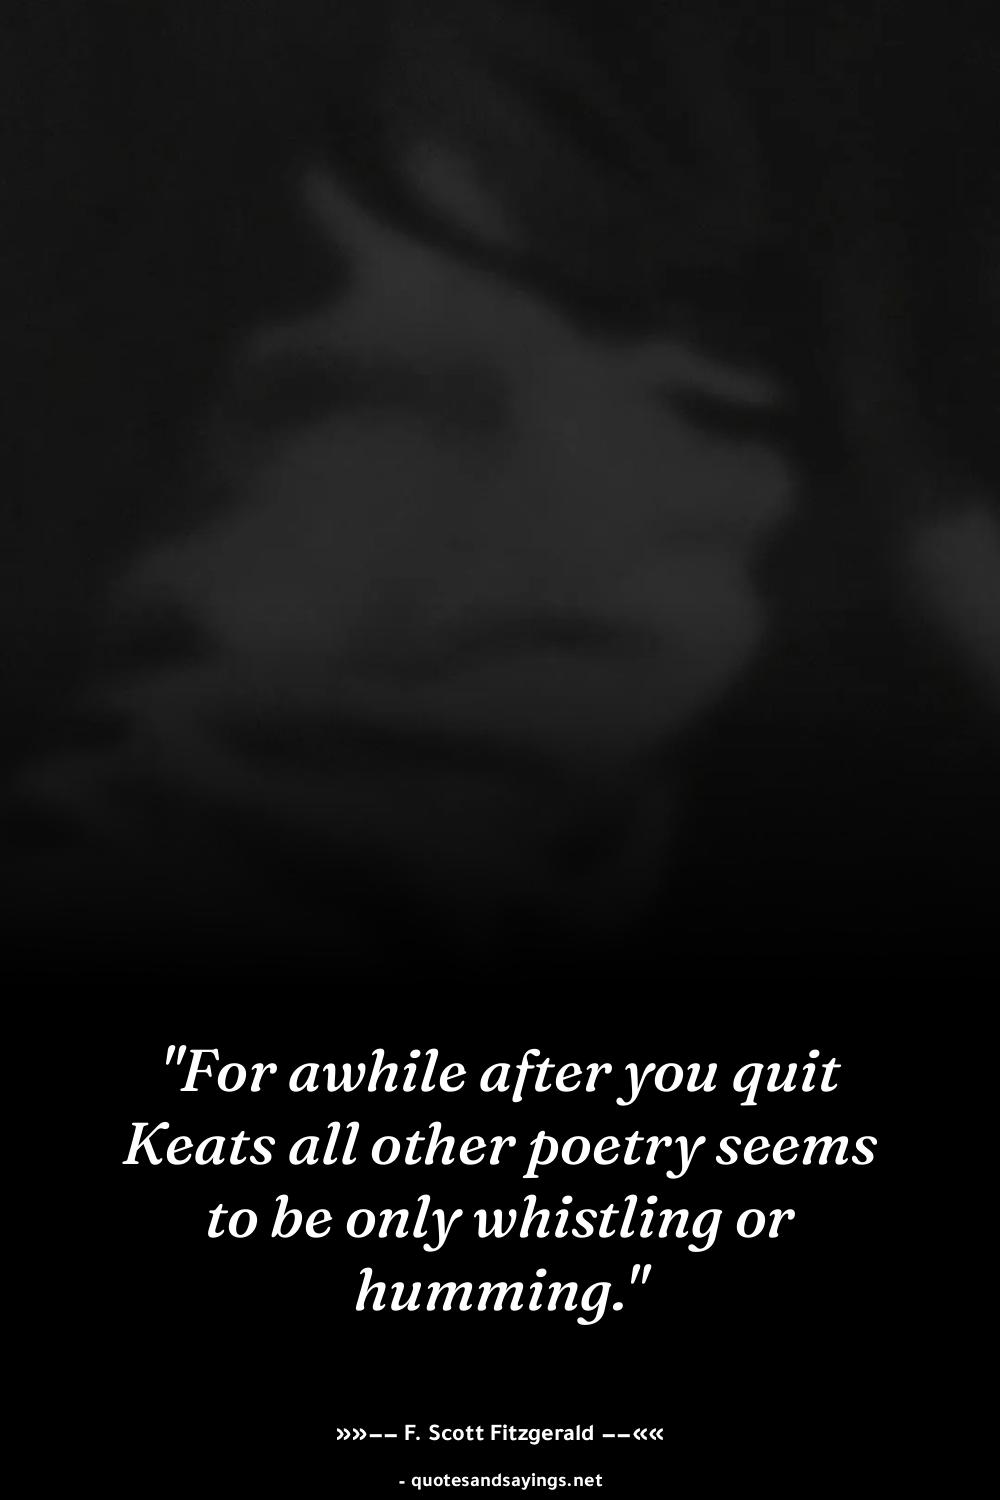 "For awhile after you quit
Keats all other poetry seems
to be only whistling or
humming."
»»−− F. Scott Fitzgerald −−««
- quotesandsayings.net